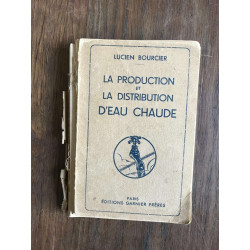 LUCIEN BOURCIER
LA PRODUCTION
ET
LA DISTRIBUTION
D'EAU CHAUDE
PARIS
ÉDITIONS GARNIER FRÈRES